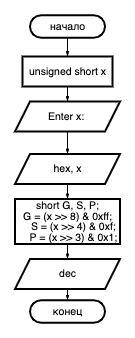 начало
unsigned short x
Enter x:
hex, x
short G, S, P;
G = (x >> 8) & 0xff;
S = (x >> 4) & 0xf;
P = (x >> 3) & 0x1;
dec
конец